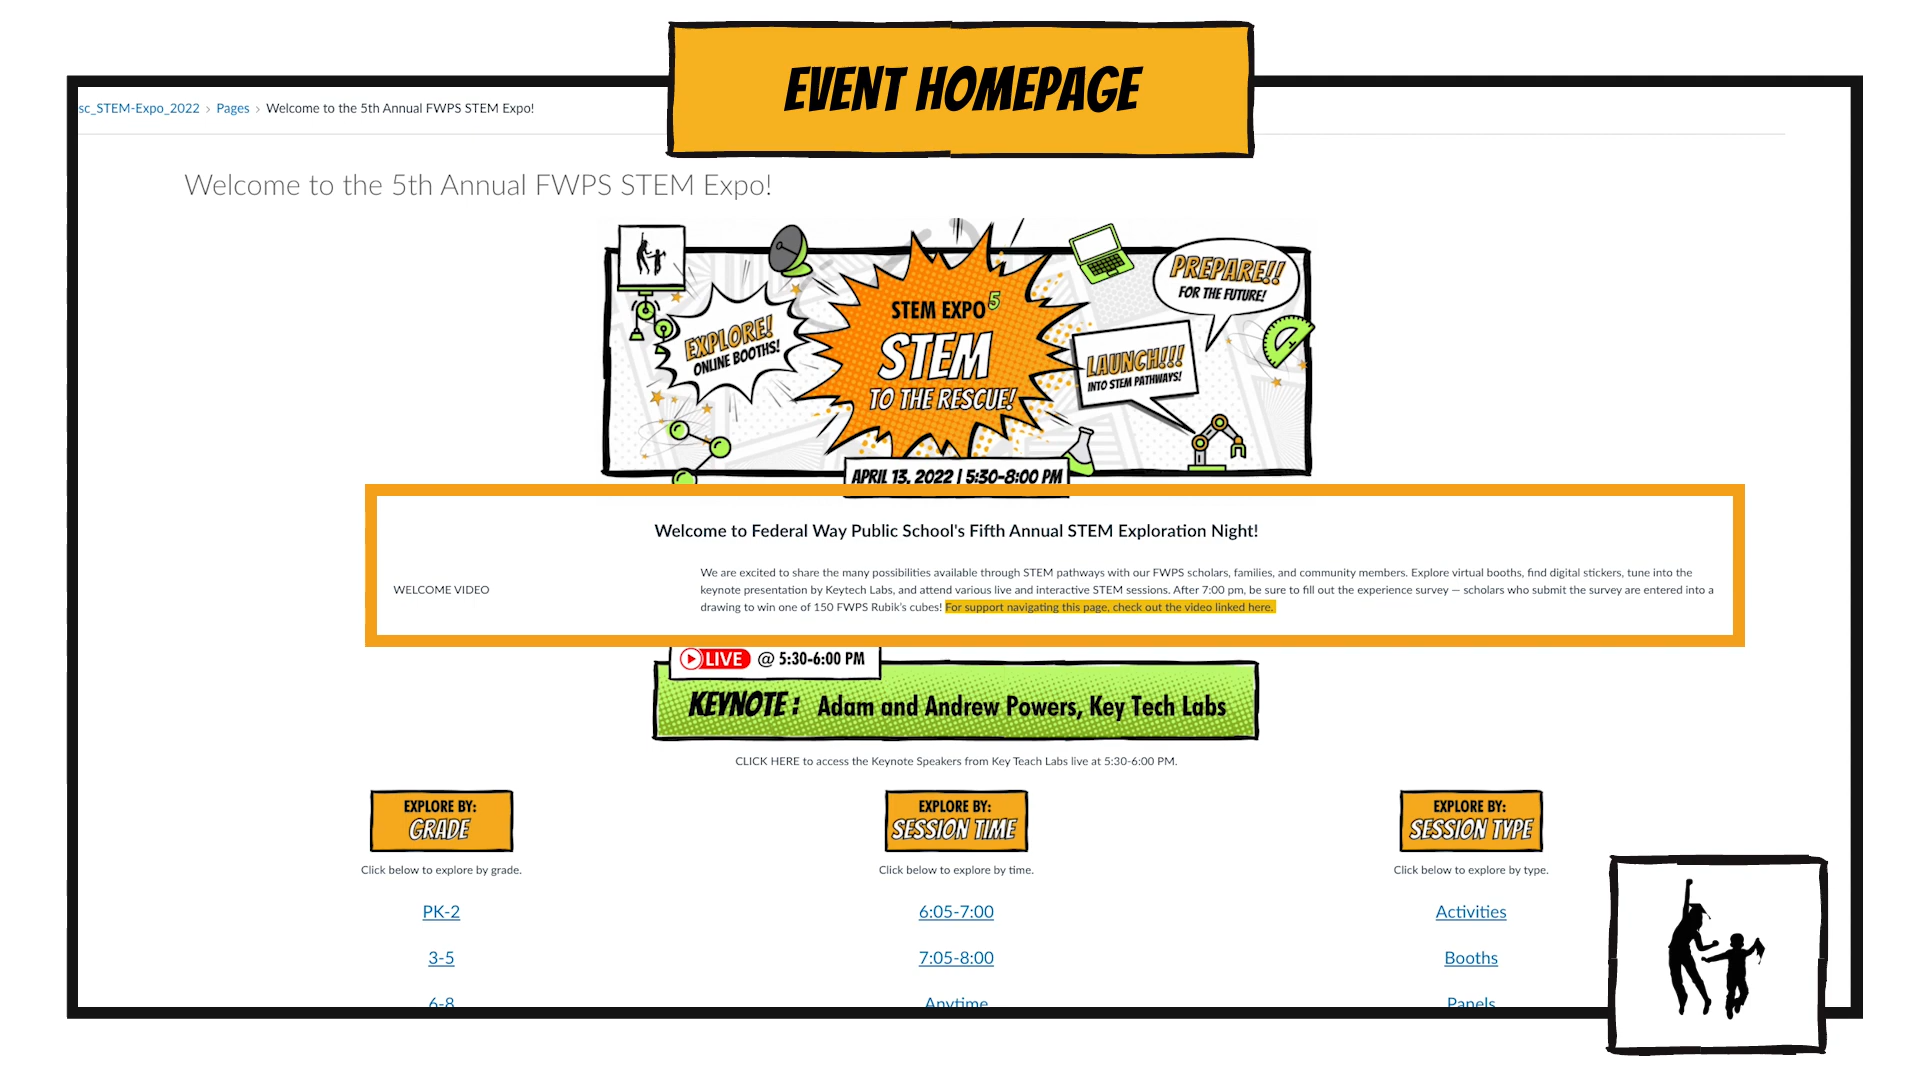 EVENT HOMEPAGE
sc_STEM-Expo_2022 › Pages › Welcome to the 5th Annual FWPS STEM Expo!
Welcome to the 5th Annual FWPS STEM Expo!
EXPLORE!
ONLINE BOOTHS!
STEM EXPO 5
STEM
TO THE RESCUE!
PREPARE!!
FOR THE FUTURE!
LAUNCH!!!
INTO STEM PATHWAYS!
APRIL 13, 2022 | 5:30-8:00 PM
Welcome to Federal Way Public School's Fifth Annual STEM Exploration Night!
WELCOME VIDEO
We are excited to share the many possibilities available through STEM pathways with our FWPS scholars, families, and community members. Explore virtual booths, find digital stickers, tune into the
keynote presentation by Keytech Labs, and attend various live and interactive STEM sessions. After 7:00 pm, be sure to fill out the experience survey — scholars who submit the survey are entered into a
drawing to win one of 150 FWPS Rubik's cubes! For support navigating this page, check out the video linked here.
LIVE @ 5:30-6:00 PM
KEYNOTE: Adam and Andrew Powers, Key Tech Labs
CLICK HERE to access the Keynote Speakers from Key Teach Labs live at 5:30-6:00 PM.
EXPLORE BY:
GRADE
Click below to explore by grade.
PK-2
3-5
6-8
EXPLORE BY:
SESSION TIME
Click below to explore by time.
6:05-7:00
7:05-8:00
Anytime
EXPLORE BY:
SESSION TYPE
Click below to explore by type.
Activities
Booths
Panels